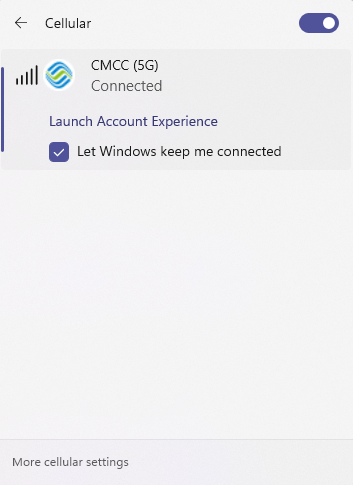 Cellular
CMCC (5G)
Connected
Launch Account Experience
Let Windows keep me connected
More cellular settings